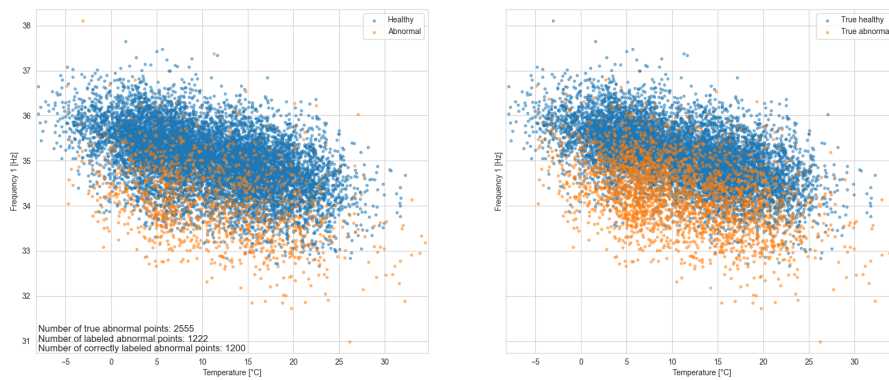 Healthy
Abnormal
38
37
36
35
34
33
32
31
Frequency 1 [Hz]
Number of true abnormal points: 2555
Number of labeled abnormal points: 1222
Number of correctly labeled abnormal points: 1200
−5 0 5 10 15 20 25 30
Temperature [°C]
True healthy
True abnormal
Frequency 1 [Hz]
−5 0 5 10 15 20 25 30
Temperature [°C]